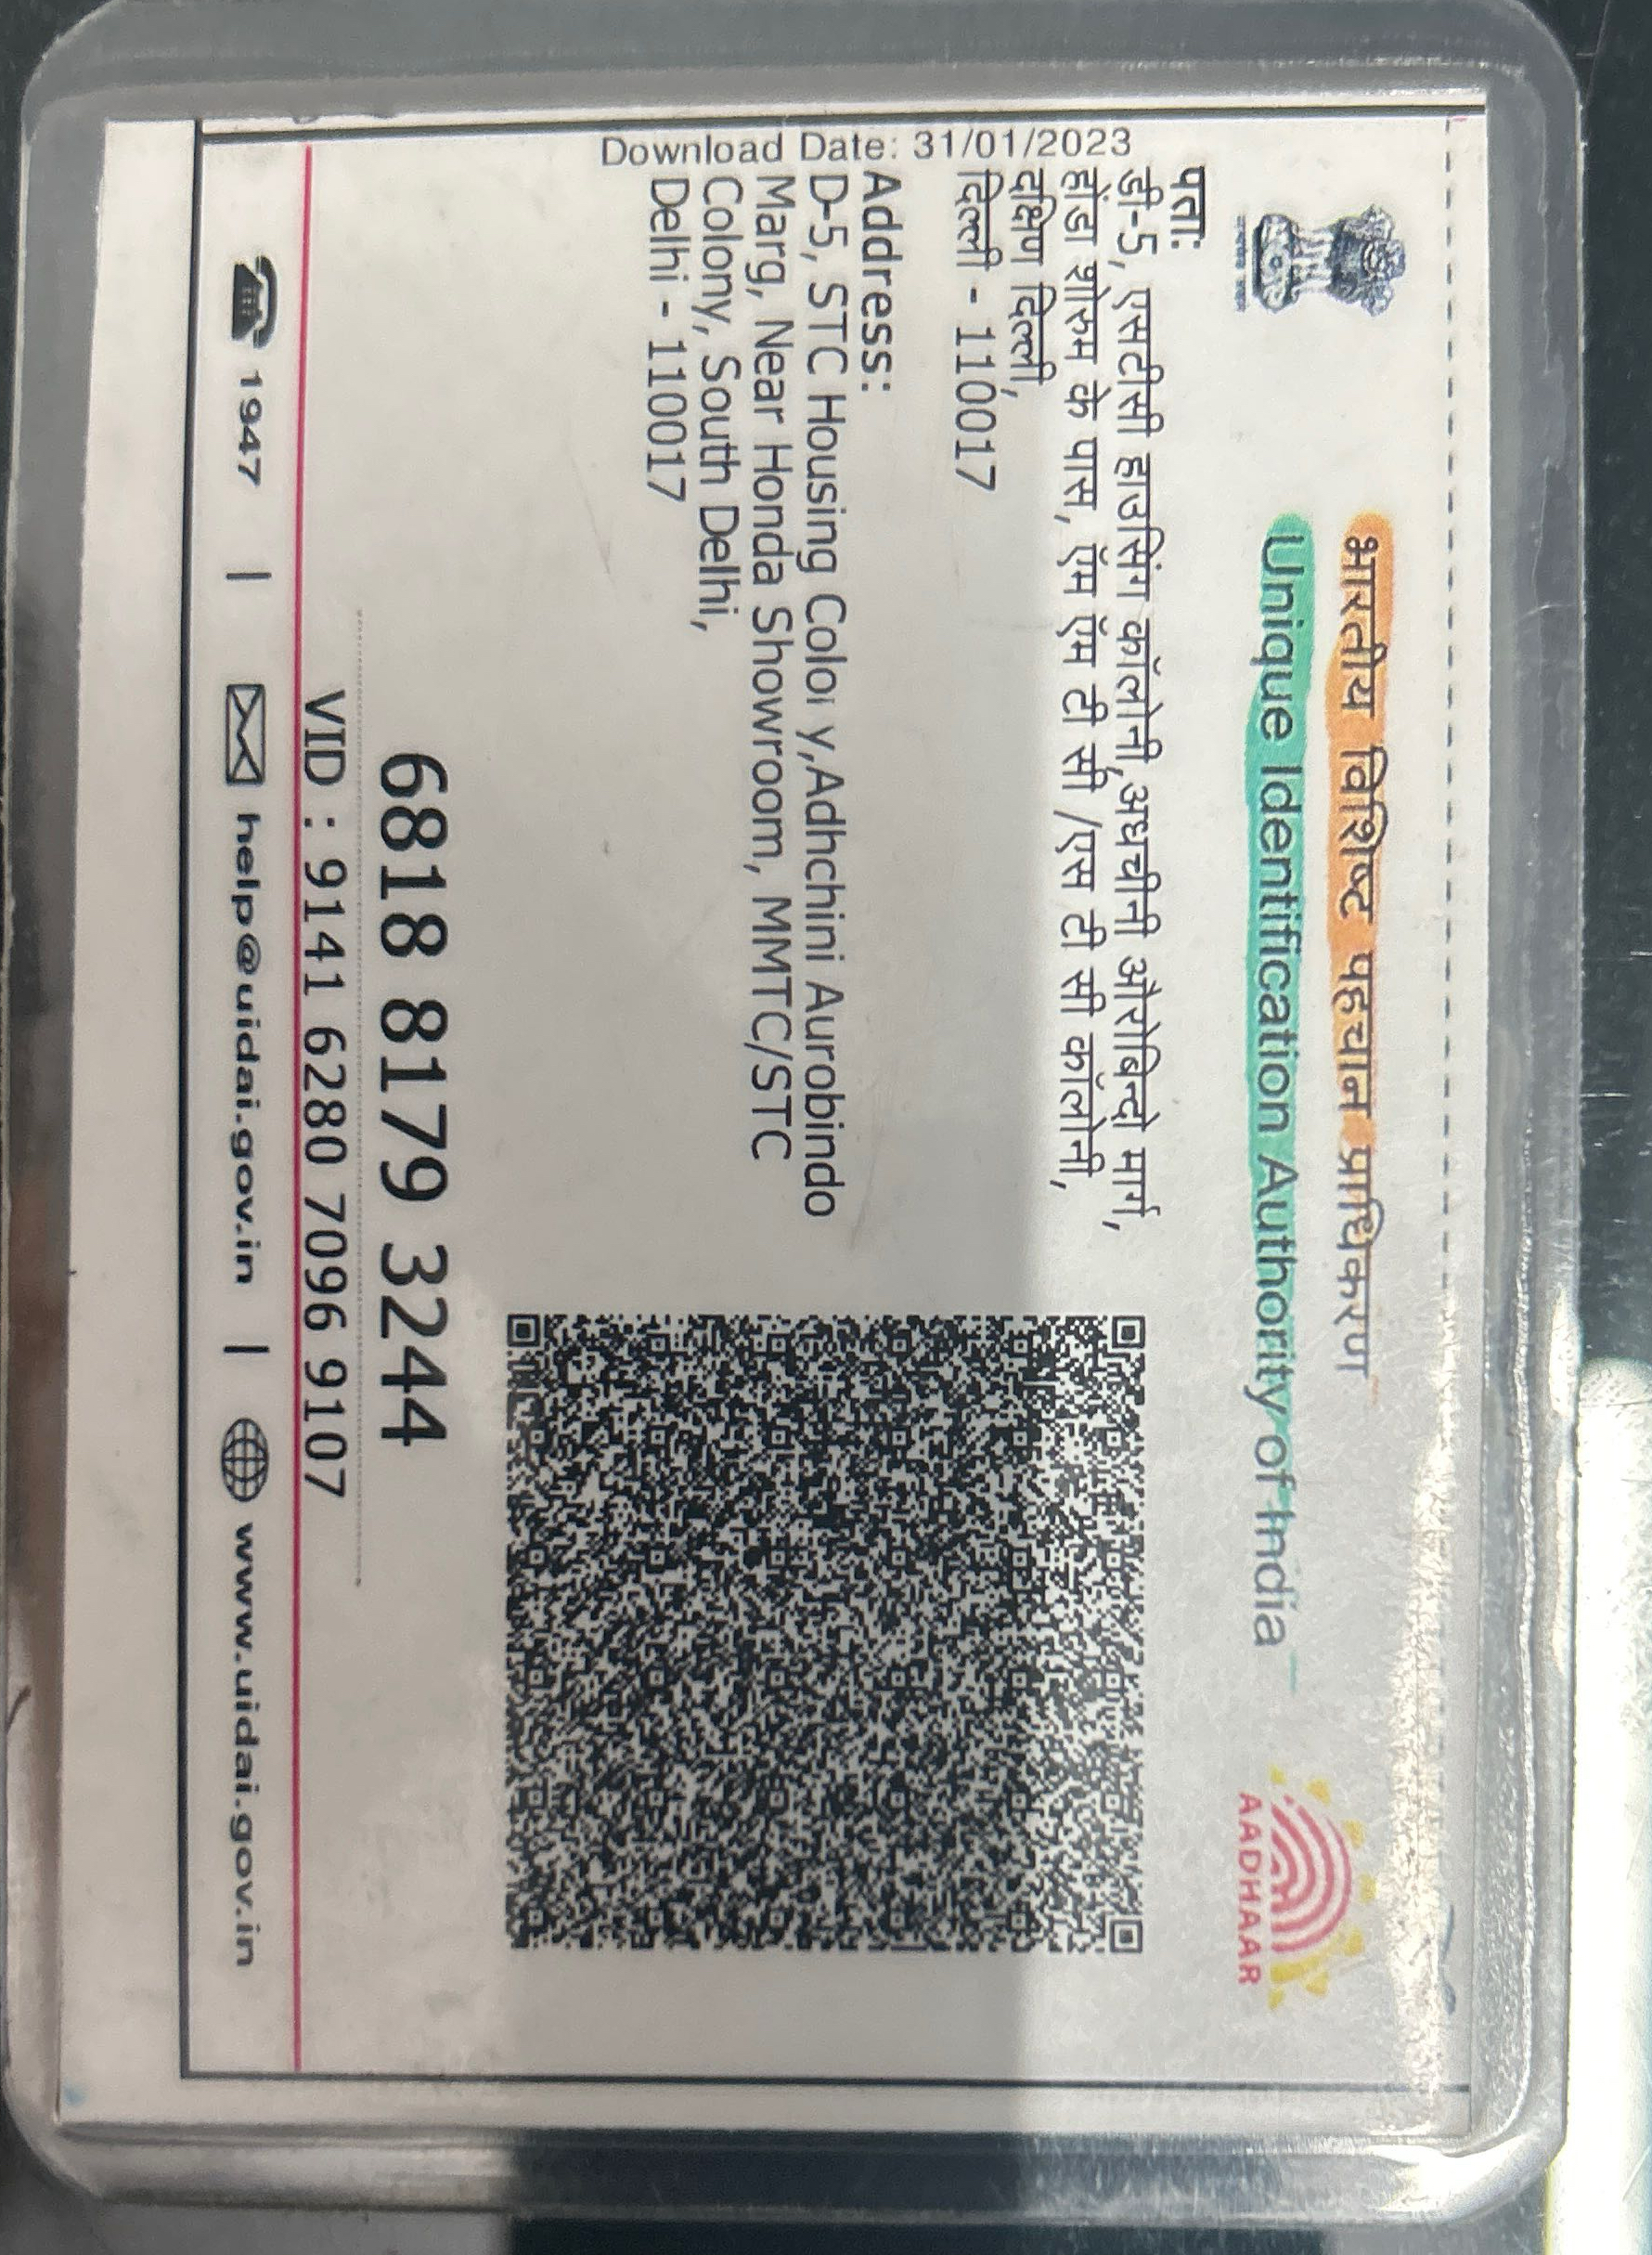 भारतीय विशिष्ट पहचान प्राधिकरण
Unique Identification Authority of India
AADHAAR
Download Date: 31/01/2023
पता:
डी-5, एसटीसी हाउसिंग कॉलोनी,अधचीनी औरोबिन्दो मार्ग,
होंडा शोरुम के पास, ऍम ऍम टी सी /एस टी सी कॉलोनी,
दक्षिण दिल्ली,
दिल्ली - 110017
Address:
D-5, STC Housing Colo y,Adhchini Aurobindo
Marg, Near Honda Showroom, MMTC/STC
Colony, South Delhi,
Delhi - 110017
6818 8179 3244
VID : 9141 6280 7096 9107
1947 | help@uidai.gov.in | www.uidai.gov.in